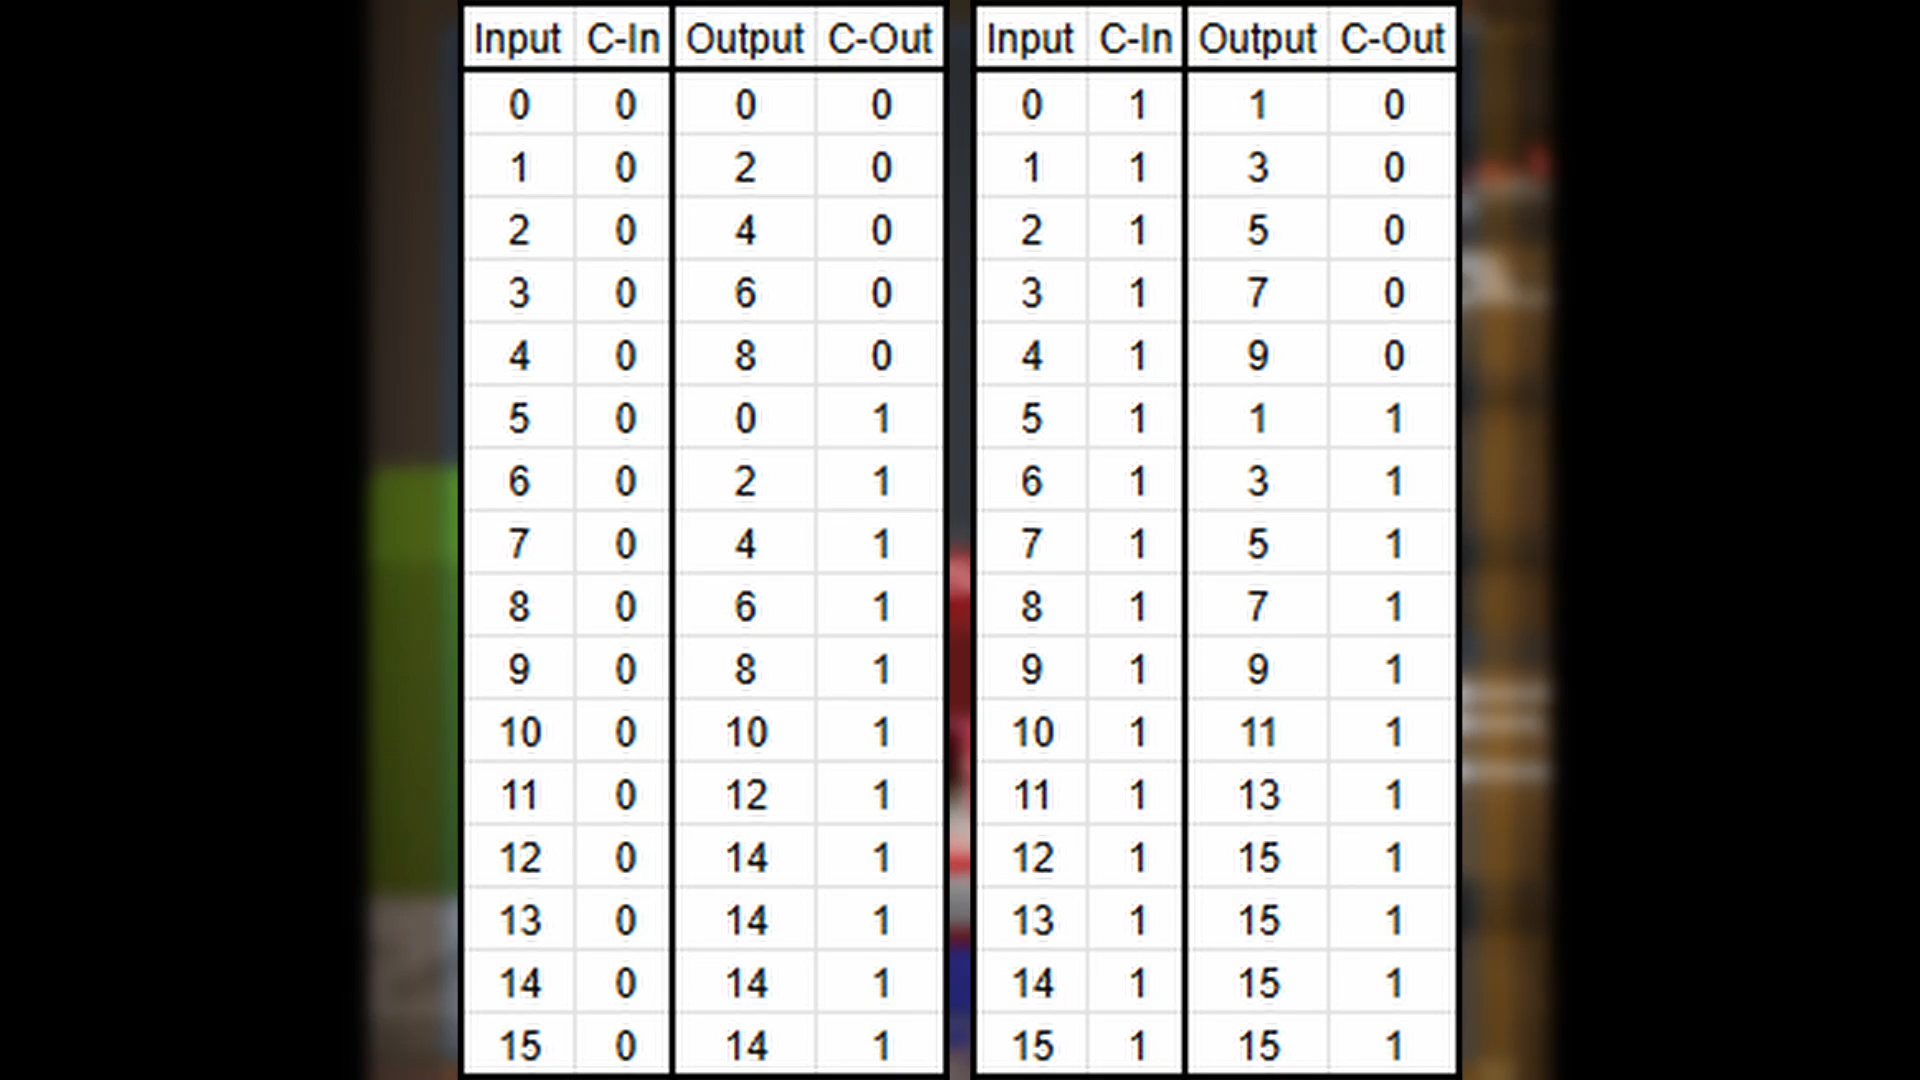 Input C-In Output C-Out Input C-In Output C-Out
0 0 0 0 0 1 1 0
1 0 2 0 1 1 3 0
2 0 4 0 2 1 5 0
3 0 6 0 3 1 7 0
4 0 8 0 4 1 9 0
5 0 0 1 5 1 1 1
6 0 2 1 6 1 3 1
7 0 4 1 7 1 5 1
8 0 6 1 8 1 7 1
9 0 8 1 9 1 9 1
10 0 10 1 10 1 11 1
11 0 12 1 11 1 13 1
12 0 14 1 12 1 15 1
13 0 14 1 13 1 15 1
14 0 14 1 14 1 15 1
15 0 14 1 15 1 15 1